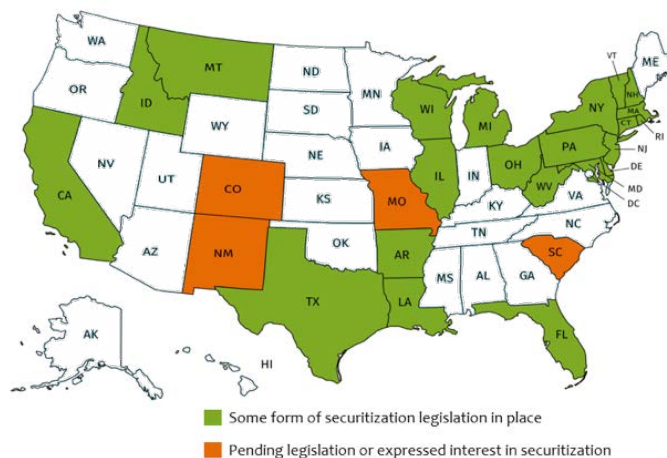 WA
MT
ND
MN
VT
ME
OR
ID
SD
WI
MI
NY
NH
MA
CT
RI
WY
NE
IA
PA
NJ
NV
UT
CO
IL
IN
OH
DE
WV
MD
DC
CA
KS
MO
KY
VA
AZ
NM
OK
AR
TN
NC
SC
MS
AL
GA
TX
LA
FL
AK
HI
Some form of securitization legislation in place
Pending legislation or expressed interest in securitization